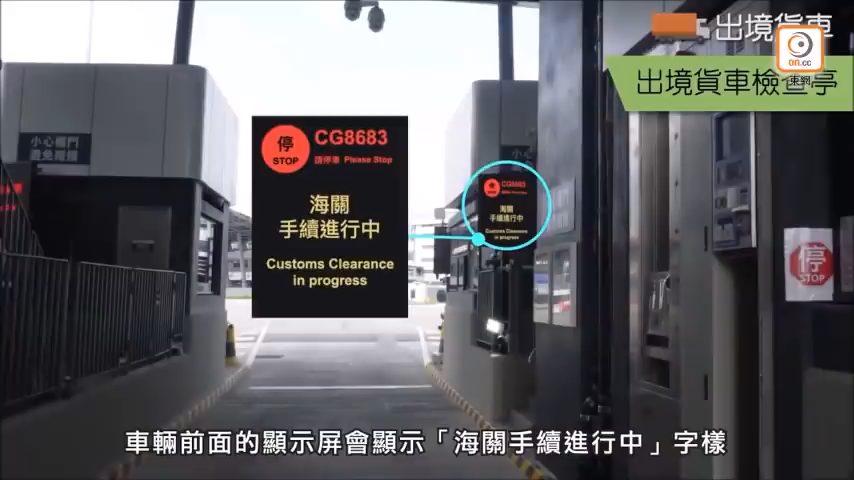 出境貨車
on.cc
東網
出境貨車檢查亭
小心欄門
避免碰撞
停
STOP
CG8683
請停車 Please Stop
海關
手續進行中
Customs Clearance
in progress
CG8683
海關
手續進行中
Customs Clearance
in progress
停
STOP
車輛前面的顯示屏會顯示「海關手續進行中」字樣